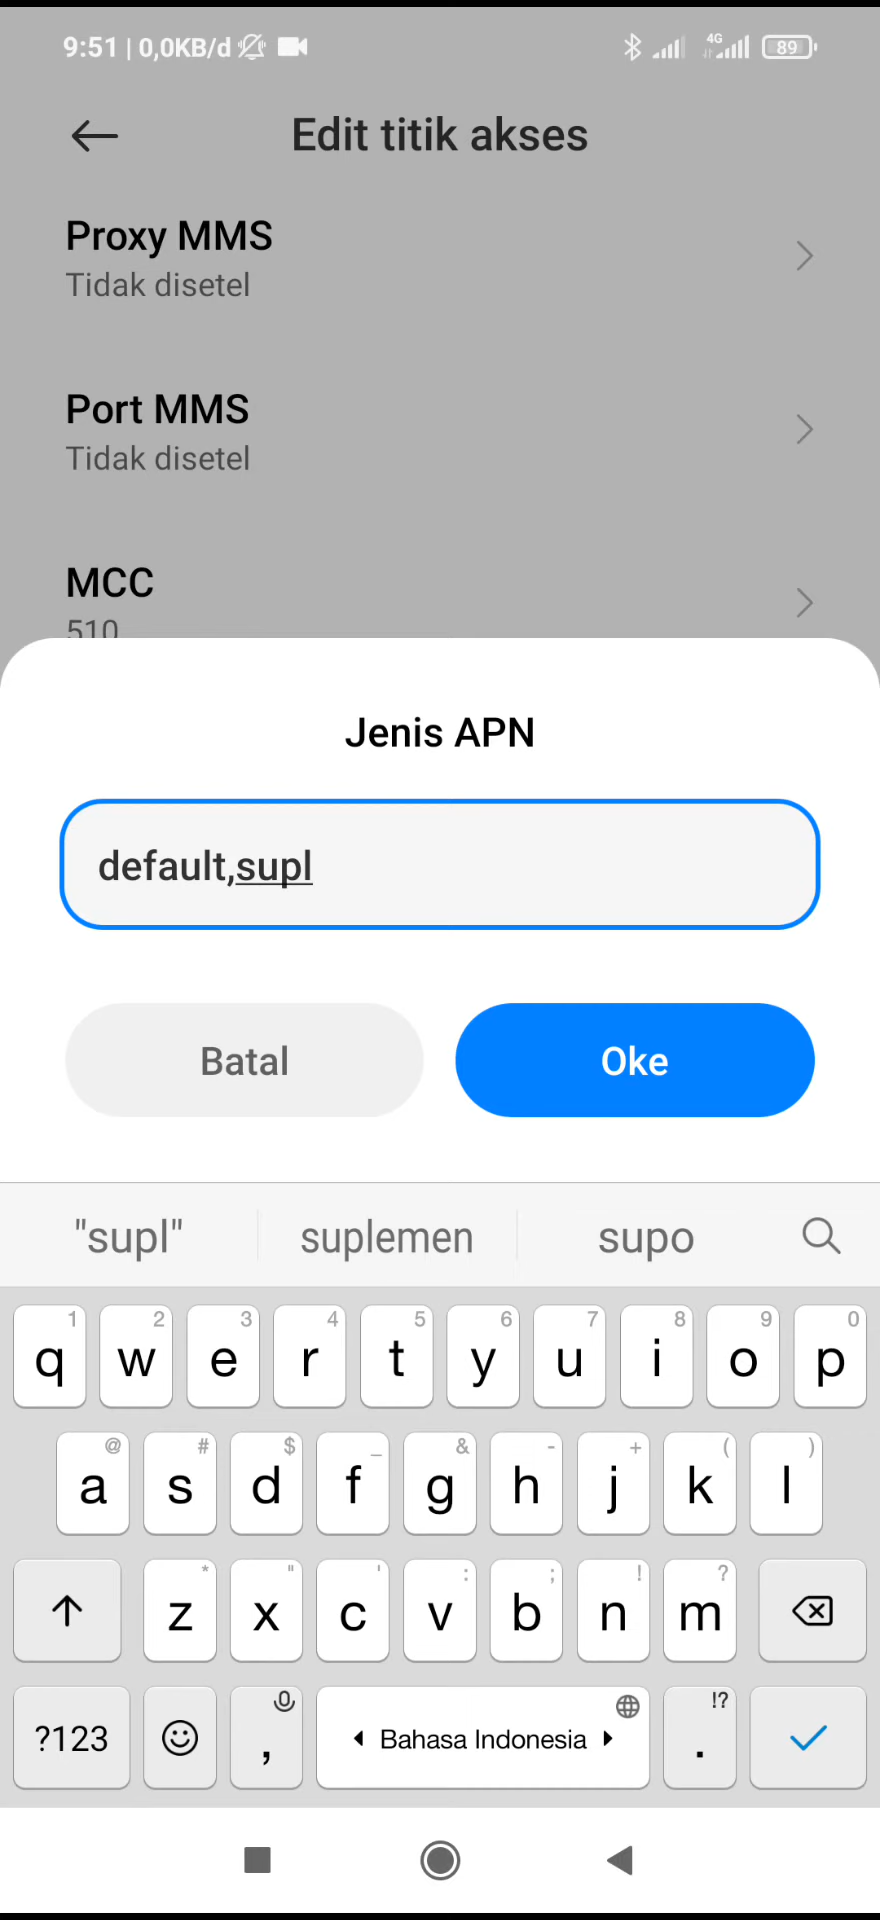 9:51 | 0,0KB/d 4G 89
Edit titik akses
Proxy MMS
Tidak disetel
Port MMS
Tidak disetel
MCC
510
Jenis APN
default,supl
Batal Oke
"supl" suplemen supo
1 2 3 4 5 6 7 8 9 0
q w e r t y u i o p
@ # $ _ & - + ( )
a s d f g h j k l
* " ' : ; ! ?
z x c v b n m
!?
?123 , Bahasa Indonesia .